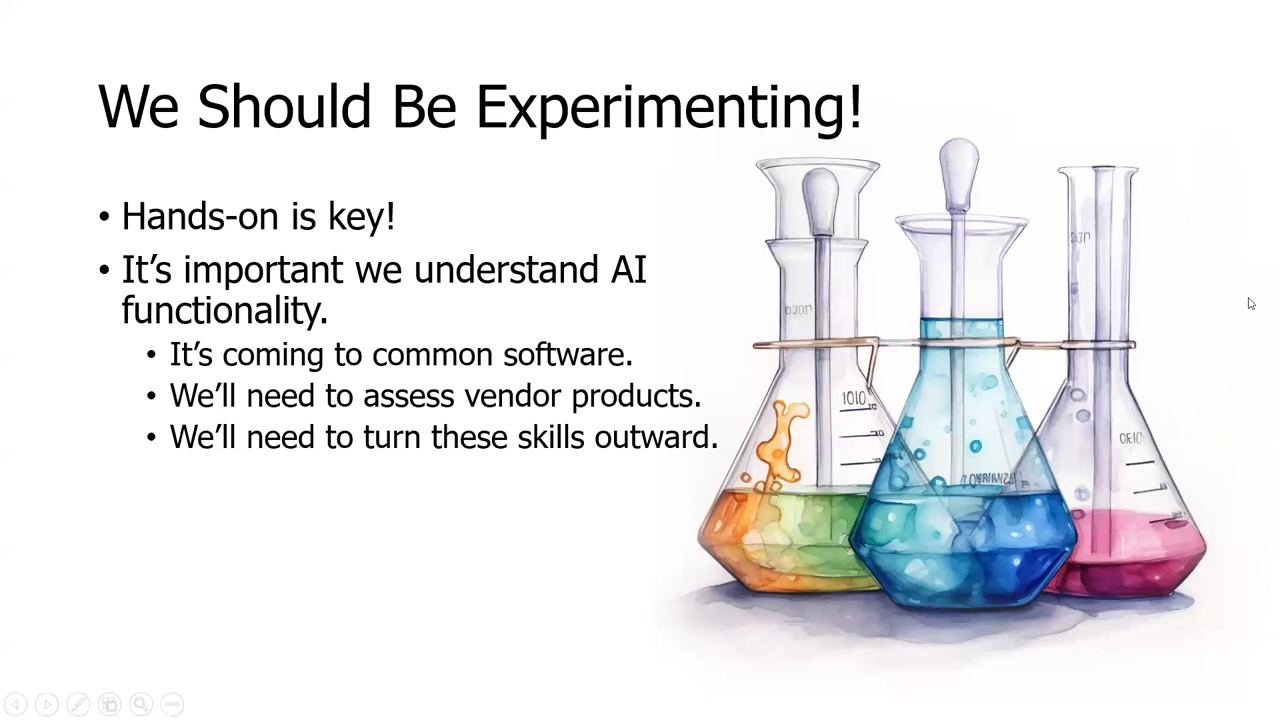 We Should Be Experimenting!
• Hands-on is key!
• It’s important we understand AI
functionality.
• It’s coming to common software.
• We’ll need to assess vendor products.
• We’ll need to turn these skills outward.
1010